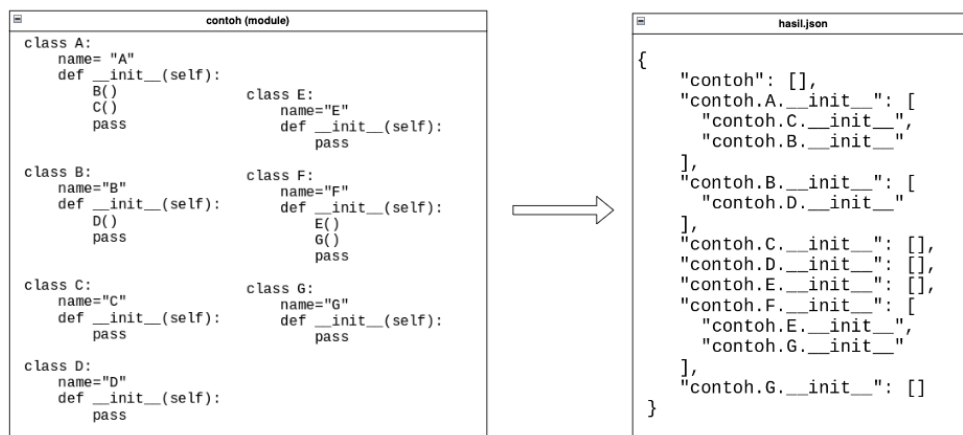 contoh (module)
class A:
    name= "A"
    def __init__(self):
        B()
        C()
        pass
class B:
    name="B"
    def __init__(self):
        D()
        pass
class C:
    name="C"
    def __init__(self):
        pass
class D:
    name="D"
    def __init__(self):
        pass
class E:
    name="E"
    def __init__(self):
        pass
class F:
    name="F"
    def __init__(self):
        E()
        G()
        pass
class G:
    name="G"
    def __init__(self):
        pass
hasil.json
{
    "contoh": [],
    "contoh.A.__init__": [
      "contoh.C.__init__",
      "contoh.B.__init__"
    ],
    "contoh.B.__init__": [
      "contoh.D.__init__"
    ],
    "contoh.C.__init__": [],
    "contoh.D.__init__": [],
    "contoh.E.__init__": [],
    "contoh.F.__init__": [
      "contoh.E.__init__",
      "contoh.G.__init__"
    ],
    "contoh.G.__init__": []
}